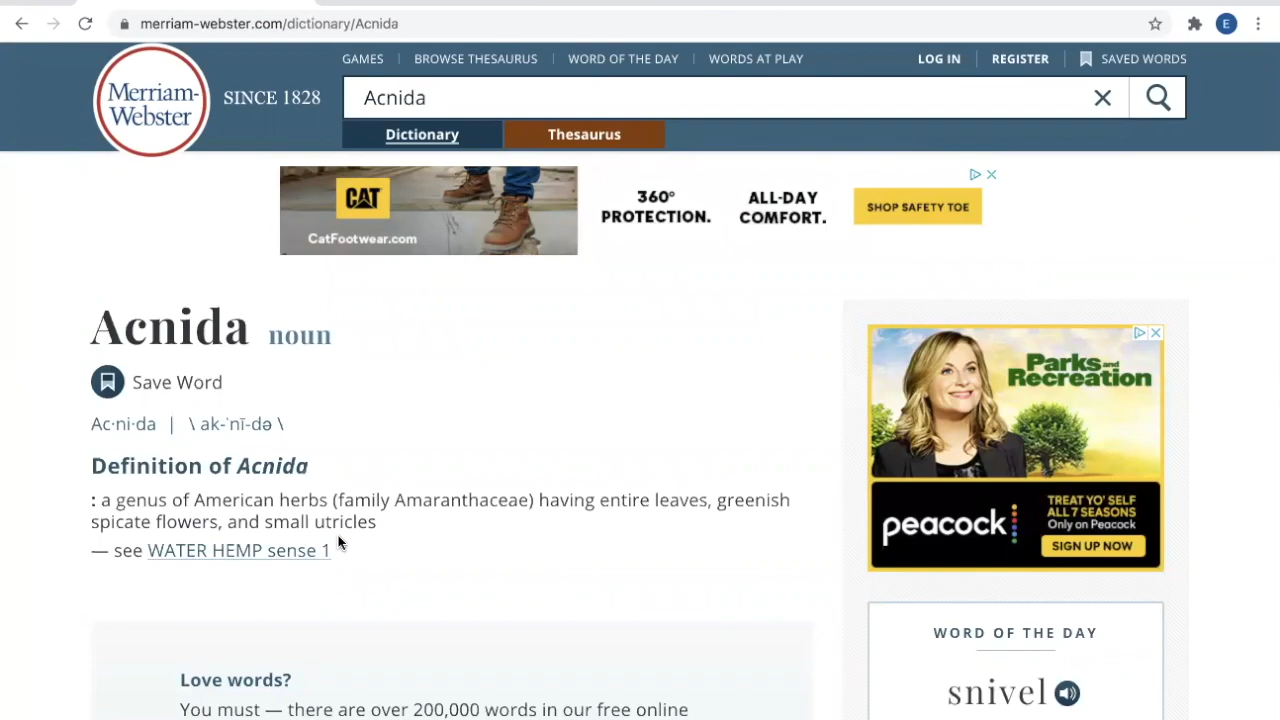 merriam-webster.com/dictionary/Acnida
E
GAMES
BROWSE THESAURUS
WORD OF THE DAY
WORDS AT PLAY
LOG IN
REGISTER
SAVED WORDS
Merriam-
Webster
SINCE 1828
Acnida
Dictionary
Thesaurus
CAT
CatFootwear.com
360°
PROTECTION.
ALL-DAY
COMFORT.
SHOP SAFETY TOE
Acnida noun
Save Word
Ac·ni·da | \ ak-ˈnī-də \
Definition of Acnida
: a genus of American herbs (family Amaranthaceae) having entire leaves, greenish
spicate flowers, and small utricles
— see WATER HEMP sense 1
Love words?
You must — there are over 200,000 words in our free online
Parks and
Recreation
peacock
TREAT YO' SELF
ALL 7 SEASONS
Only on Peacock
SIGN UP NOW
WORD OF THE DAY
snivel